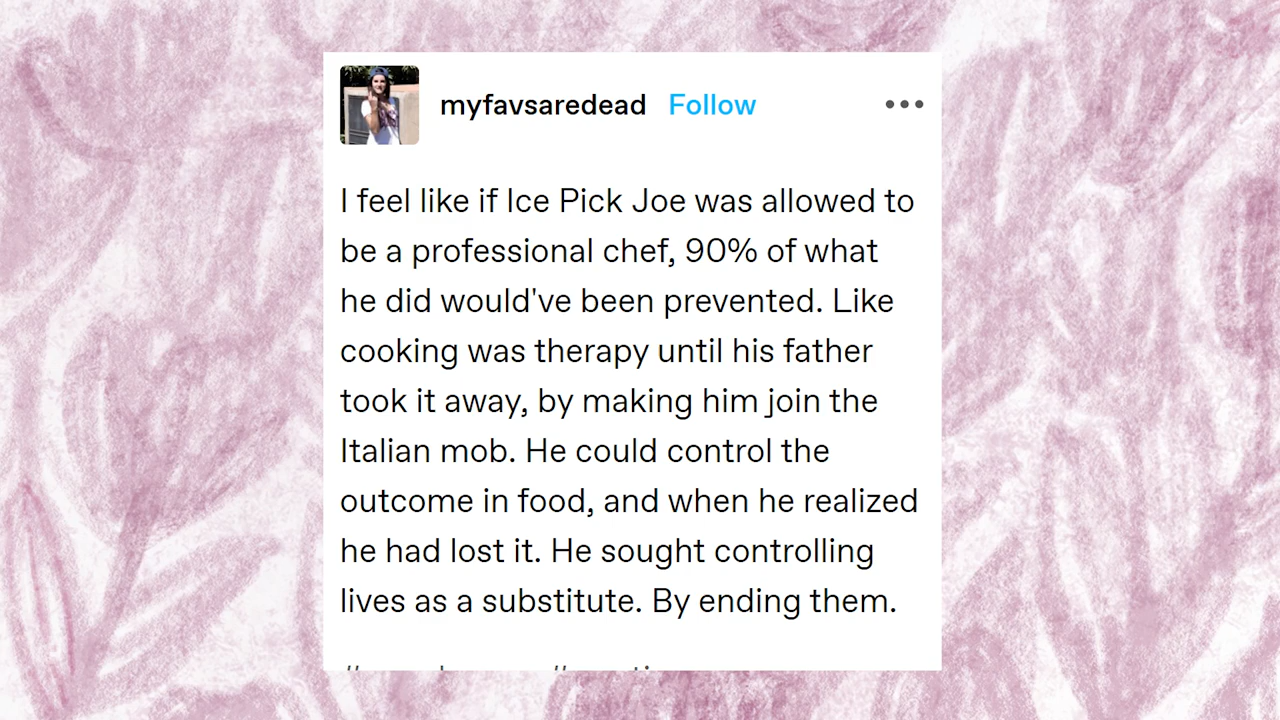 myfavsaredead Follow
I feel like if Ice Pick Joe was allowed to
be a professional chef, 90% of what
he did would've been prevented. Like
cooking was therapy until his father
took it away, by making him join the
Italian mob. He could control the
outcome in food, and when he realized
he had lost it. He sought controlling
lives as a substitute. By ending them.